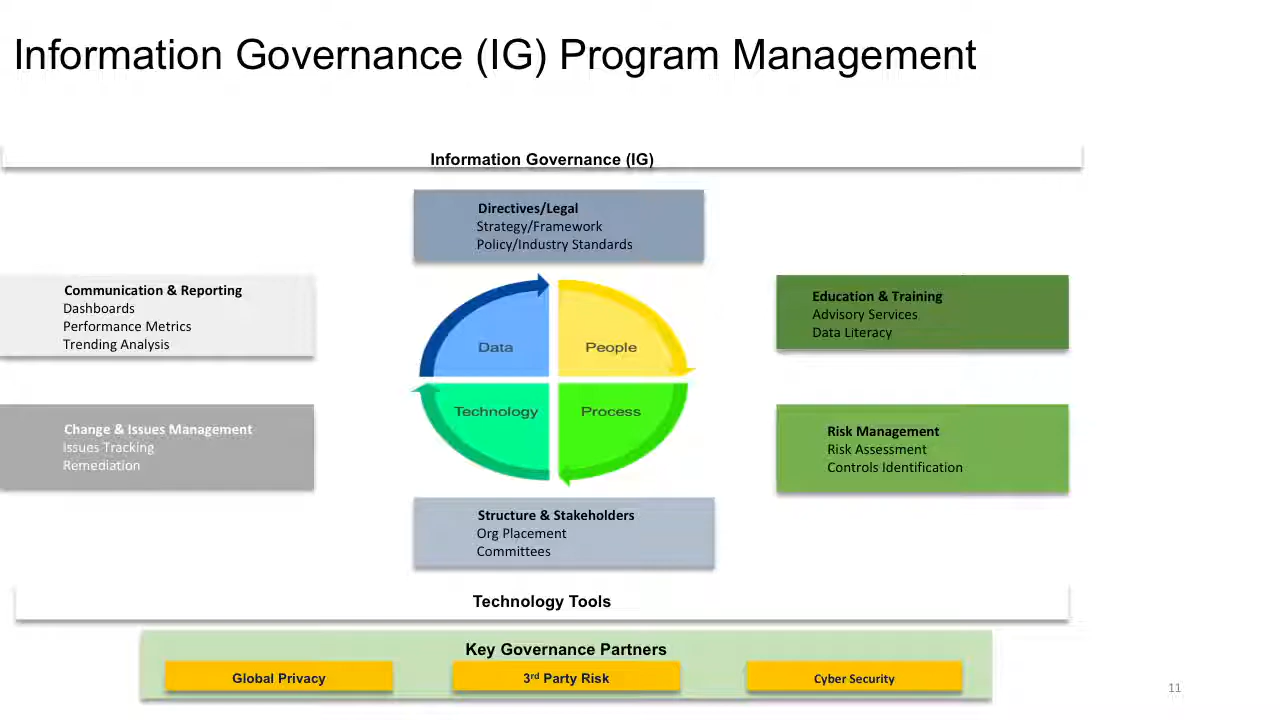 Information Governance (IG) Program Management
Information Governance (IG)
Directives/Legal
Strategy/Framework
Policy/Industry Standards
Communication & Reporting
Dashboards
Performance Metrics
Trending Analysis
Education & Training
Advisory Services
Data Literacy
Data
People
Technology
Process
Change & Issues Management
Issues Tracking
Remediation
Risk Management
Risk Assessment
Controls Identification
Structure & Stakeholders
Org Placement
Committees
Technology Tools
Key Governance Partners
Global Privacy
3rd Party Risk
Cyber Security
11